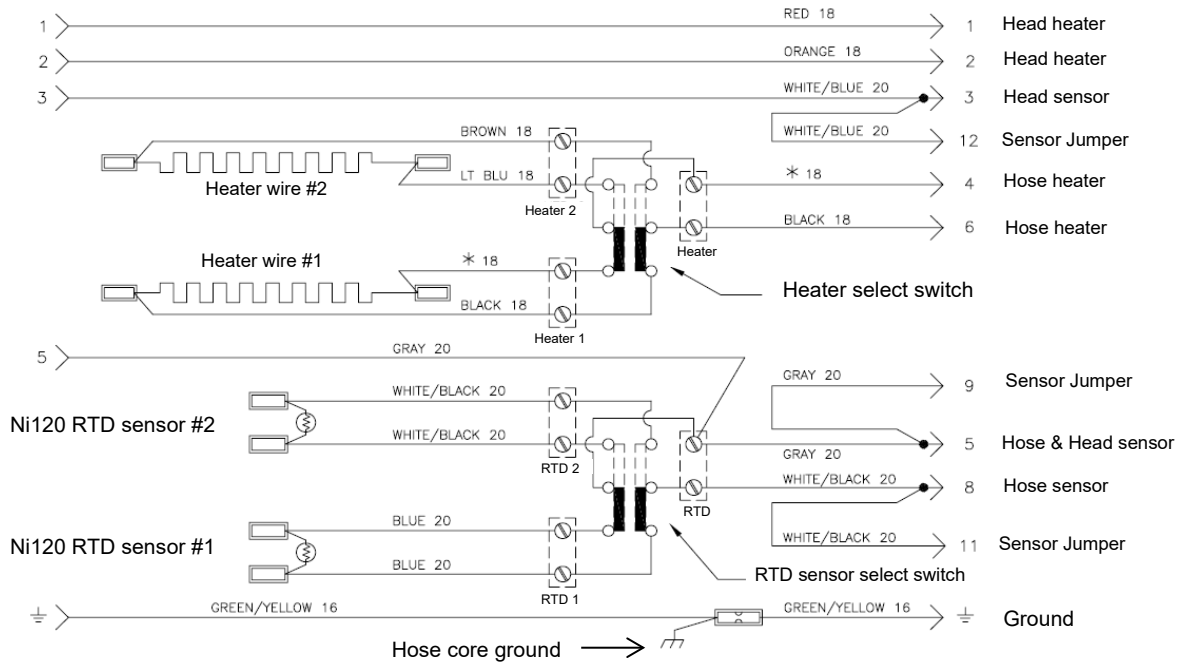 1 RED 18 1 Head heater
2 ORANGE 18 2 Head heater
3 WHITE/BLUE 20 3 Head sensor
BROWN 18 WHITE/BLUE 20 12 Sensor Jumper
Heater wire #2 LT BLU 18 * 18 4 Hose heater
Heater 2
BLACK 18 6 Hose heater
Heater
Heater wire #1 * 18
Heater select switch
BLACK 18
Heater 1
5 GRAY 20
GRAY 20 9 Sensor Jumper
WHITE/BLACK 20
Ni120 RTD sensor #2
WHITE/BLACK 20 5 Hose & Head sensor
GRAY 20
RTD 2
WHITE/BLACK 20 8 Hose sensor
RTD
BLUE 20
Ni120 RTD sensor #1
WHITE/BLACK 20 11 Sensor Jumper
BLUE 20
RTD sensor select switch
RTD 1
GREEN/YELLOW 16 GREEN/YELLOW 16 Ground
Hose core ground